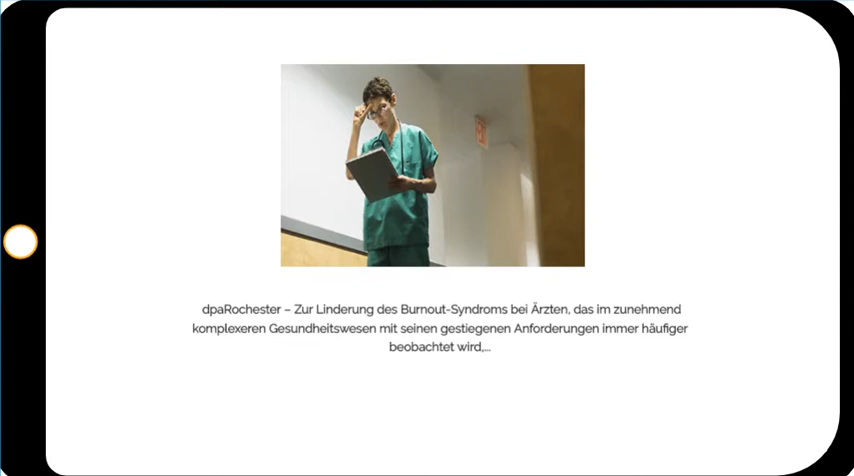 dpaRochester – Zur Linderung des Burnout-Syndroms bei Ärzten, das im zunehmend
komplexeren Gesundheitswesen mit seinen gestiegenen Anforderungen immer häufiger
beobachtet wird,...